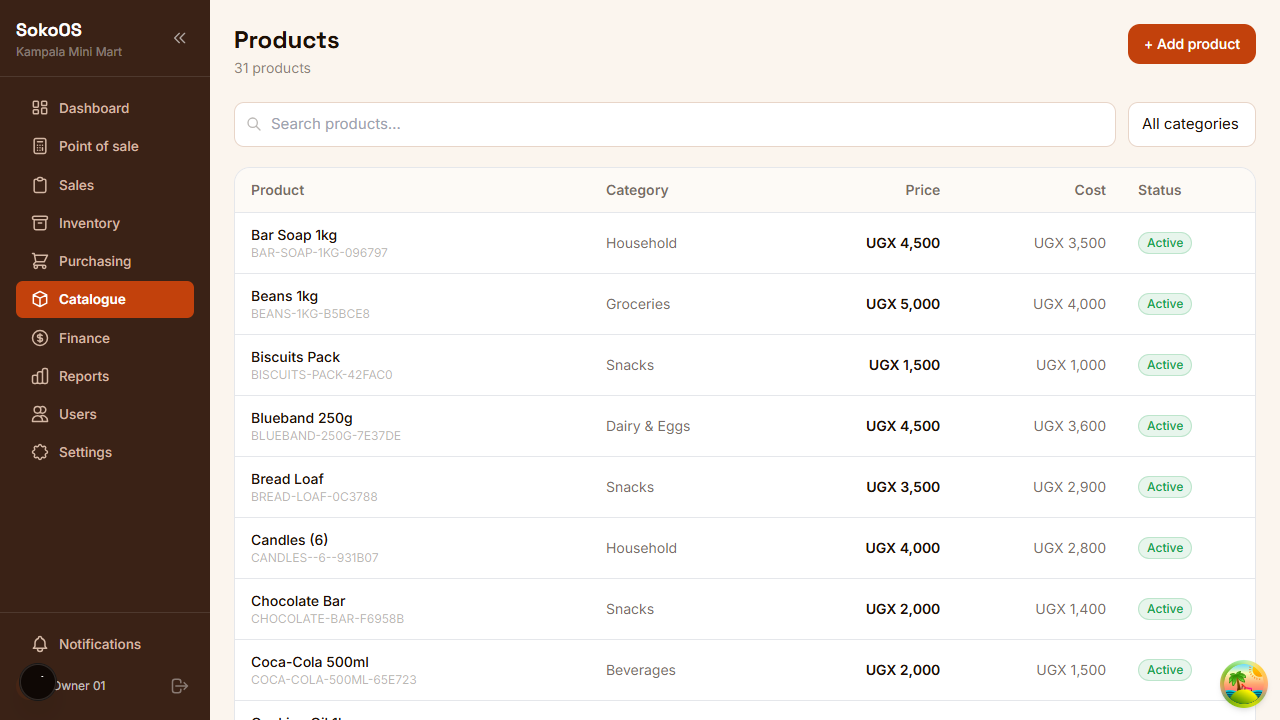 SokoOS
Kampala Mini Mart
Dashboard
Point of sale
Sales
Inventory
Purchasing
Catalogue
Finance
Reports
Users
Settings
Notifications
Owner 01
Products
31 products
+ Add product
Search products...
All categories
Product Category Price Cost Status
Bar Soap 1kg
BAR-SOAP-1KG-096797
Household UGX 4,500 UGX 3,500 Active
Beans 1kg
BEANS-1KG-B5BCE8
Groceries UGX 5,000 UGX 4,000 Active
Biscuits Pack
BISCUITS-PACK-42FAC0
Snacks UGX 1,500 UGX 1,000 Active
Blueband 250g
BLUEBAND-250G-7E37DE
Dairy & Eggs UGX 4,500 UGX 3,600 Active
Bread Loaf
BREAD-LOAF-0C3788
Snacks UGX 3,500 UGX 2,900 Active
Candles (6)
CANDLES--6--931B07
Household UGX 4,000 UGX 2,800 Active
Chocolate Bar
CHOCOLATE-BAR-F6958B
Snacks UGX 2,000 UGX 1,400 Active
Coca-Cola 500ml
COCA-COLA-500ML-65E723
Beverages UGX 2,000 UGX 1,500 Active